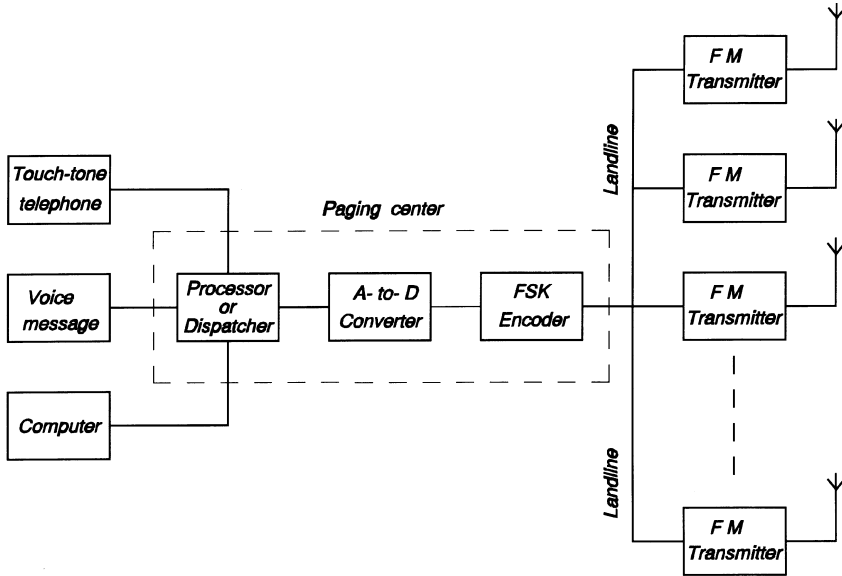 F M
Transmitter
Landline
F M
Transmitter
Touch-tone
telephone
Paging center
Voice
message
Processor
or
Dispatcher
A- to- D
Converter
FSK
Encoder
F M
Transmitter
Computer
Landline
F M
Transmitter